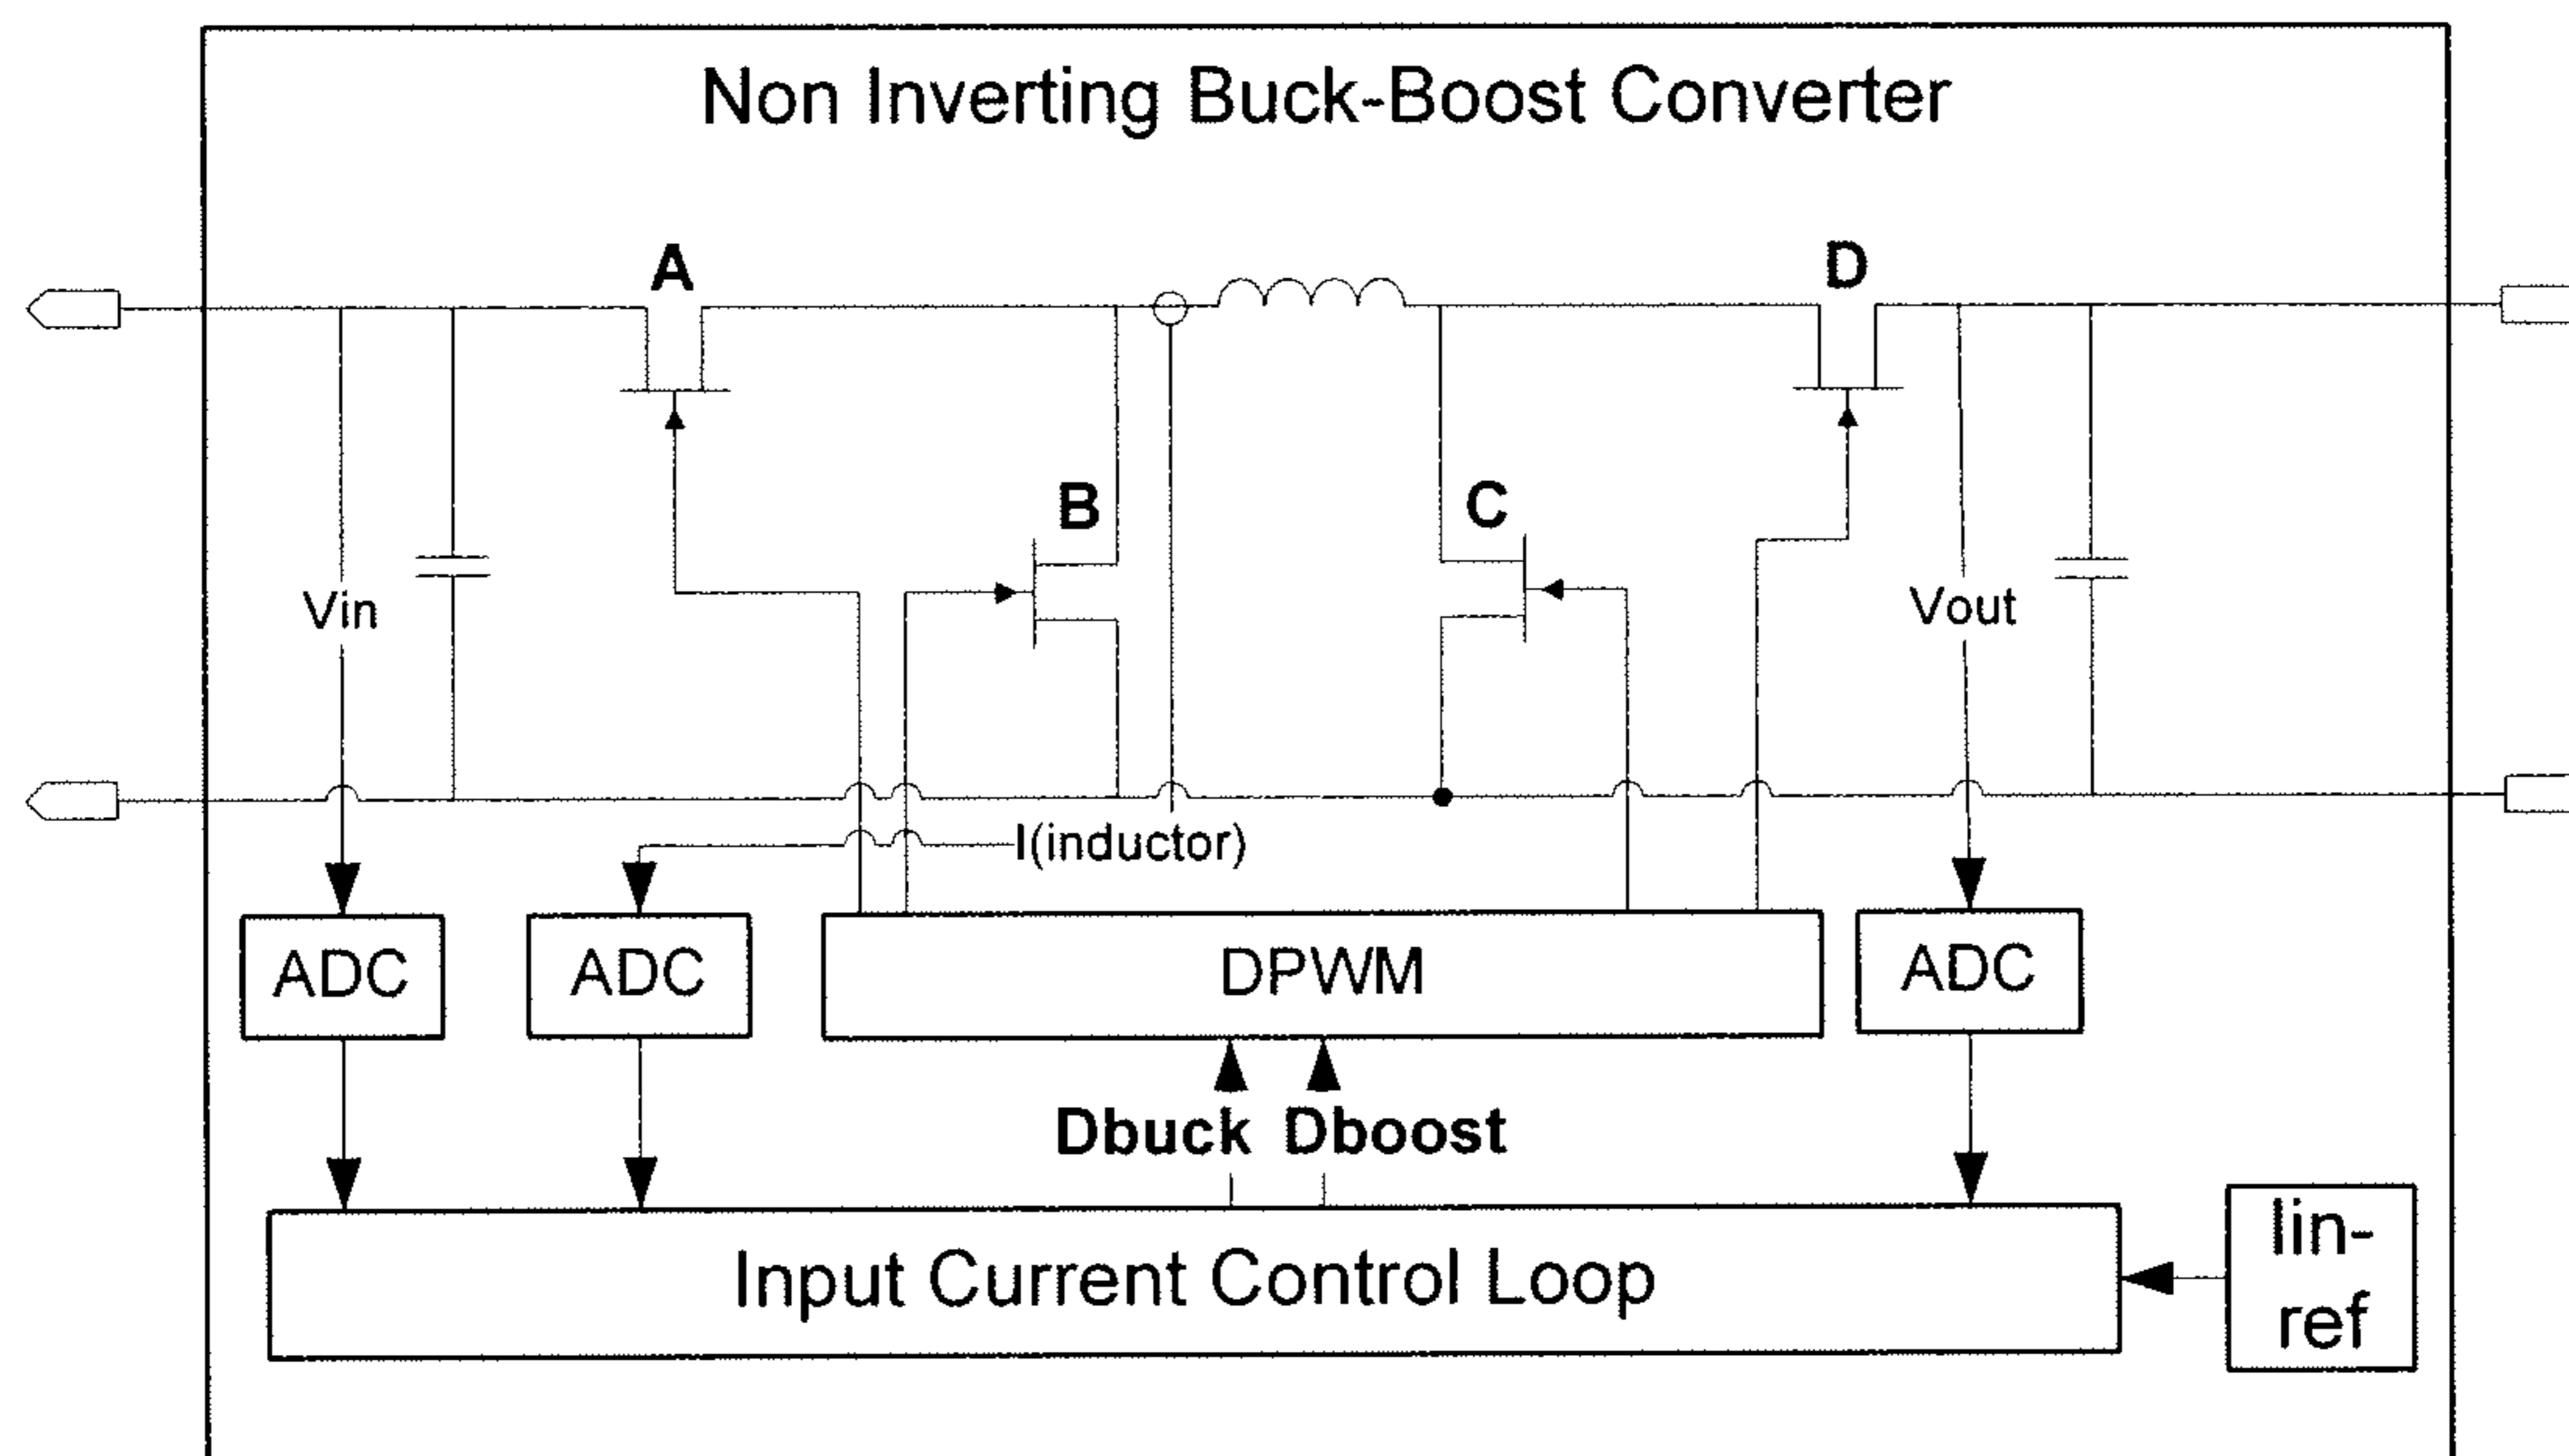 Non Inverting Buck-Boost Converter
A
D
B
C
Vin
Vout
I(inductor)
ADC
ADC
DPWM
ADC
Dbuck Dboost
Input Current Control Loop
Iin-
ref